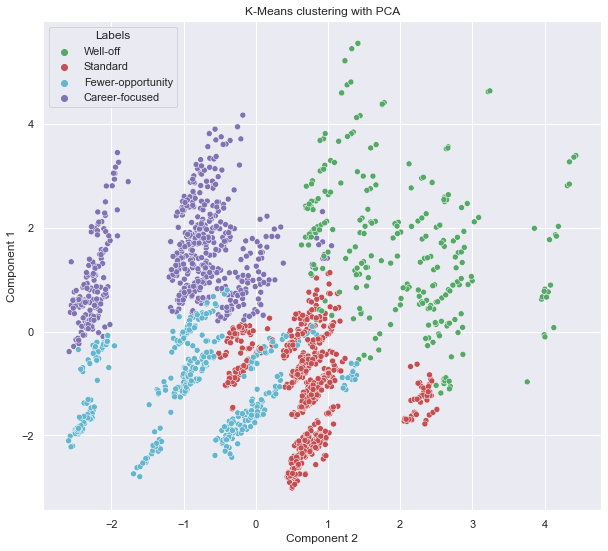 K-Means clustering with PCA
Labels
Well-off
Standard
Fewer-opportunity
Career-focused
Component 1
4
2
0
−2
−2
−1
0
1
2
3
4
Component 2